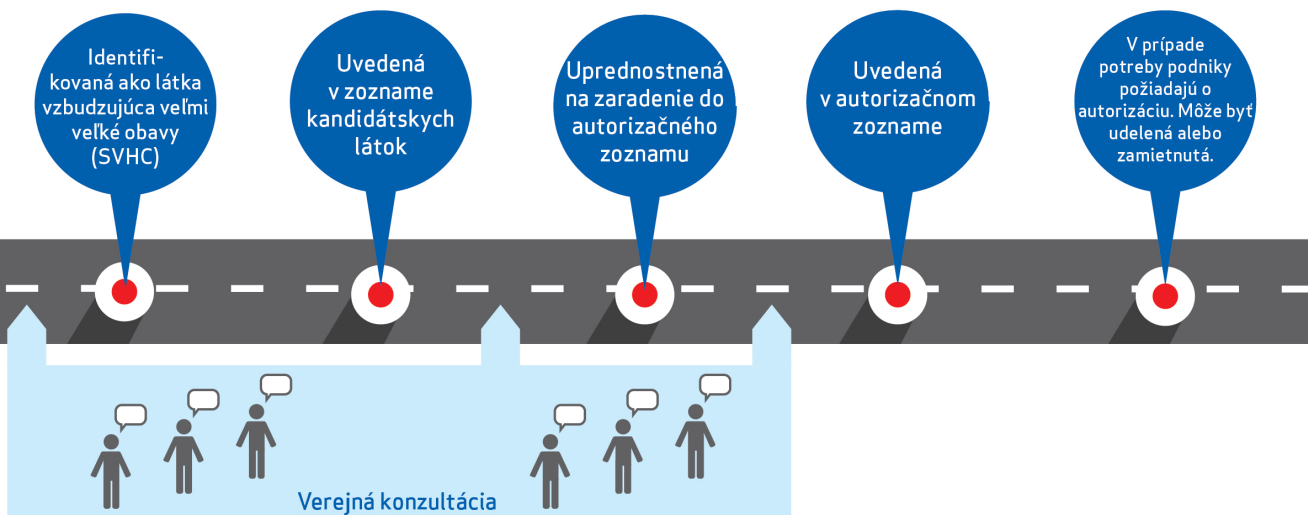 Identifi-
kovaná ako látka
vzbudzujúca veľmi
veľké obavy
(SVHC)
Uvedená
v zozname
kandidátskych
látok
Uprednostnená
na zaradenie do
autorizačného
zoznamu
Uvedená
v autorizačnom
zozname
V prípade
potreby podniky
požiadajú o
autorizáciu. Môže byť
udelená alebo
zamietnutá.
Verejná konzultácia